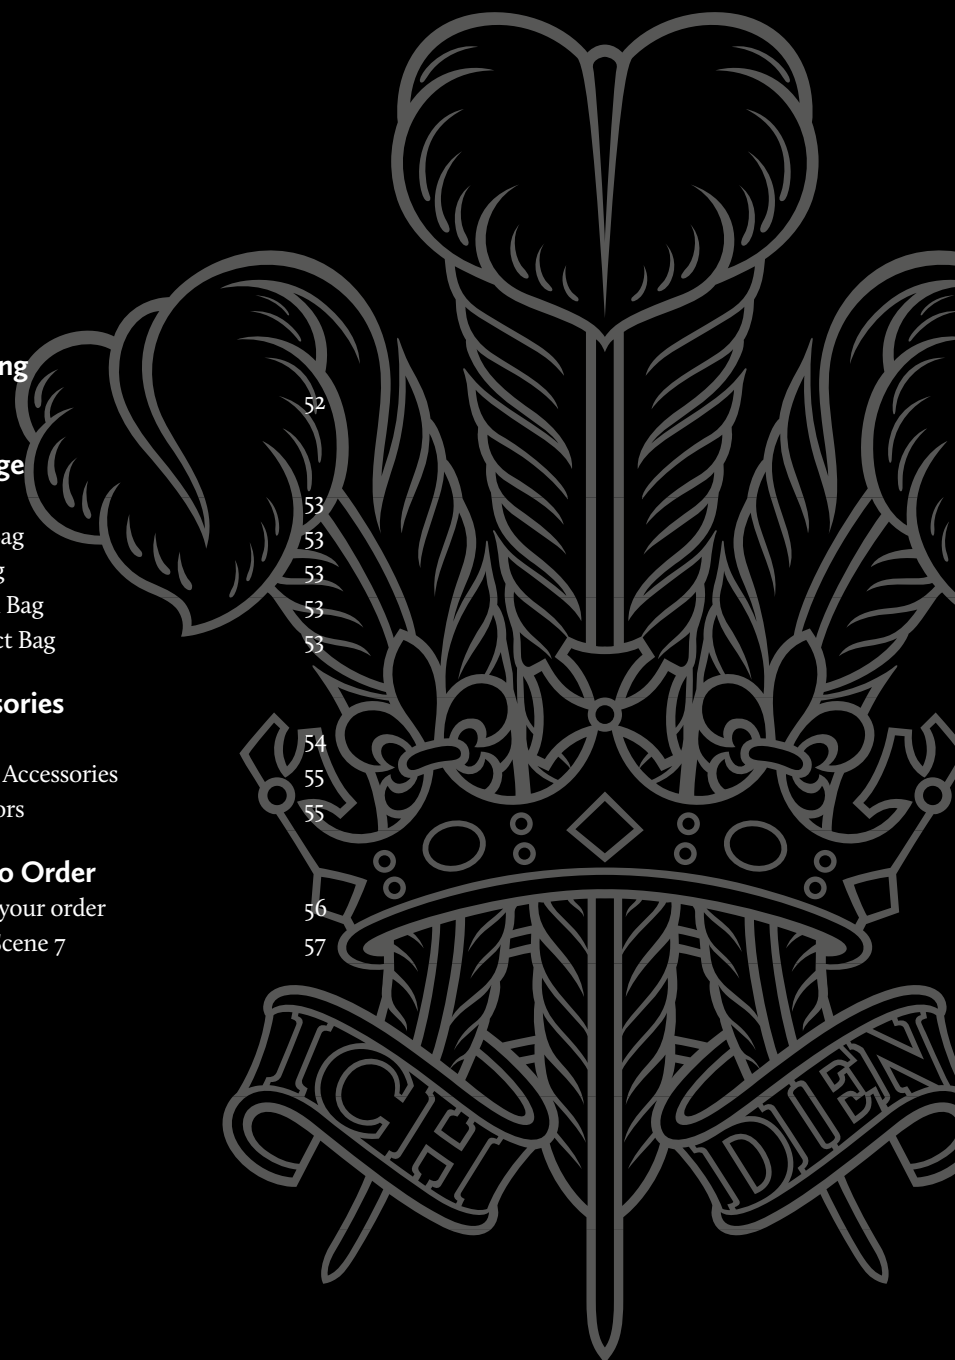 ng
52
ge
53
ag 53
g 53
Bag 53
ct Bag 53
sories
54
Accessories 55
ors 55
o Order
your order 56
Scene 7 57
ICH DIEN